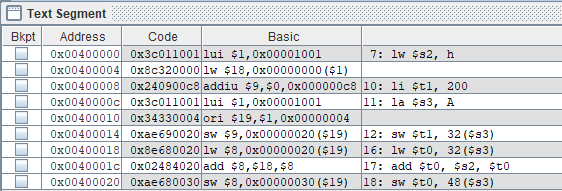 Text Segment
Bkpt Address Code Basic
0x00400000 0x3c011001 lui $1,0x00001001 7: lw $s2, h
0x00400004 0x8c320000 lw $18,0x00000000($1)
0x00400008 0x240900c8 addiu $9,$0,0x000000c8 10: li $t1, 200
0x0040000c 0x3c011001 lui $1,0x00001001 11: la $s3, A
0x00400010 0x34330004 ori $19,$1,0x00000004
0x00400014 0xae690020 sw $9,0x00000020($19) 12: sw $t1, 32($s3)
0x00400018 0x8e680020 lw $8,0x00000020($19) 16: lw $t0, 32($s3)
0x0040001c 0x02484020 add $8,$18,$8 17: add $t0, $s2, $t0
0x00400020 0xae680030 sw $8,0x00000030($19) 18: sw $t0, 48($s3)